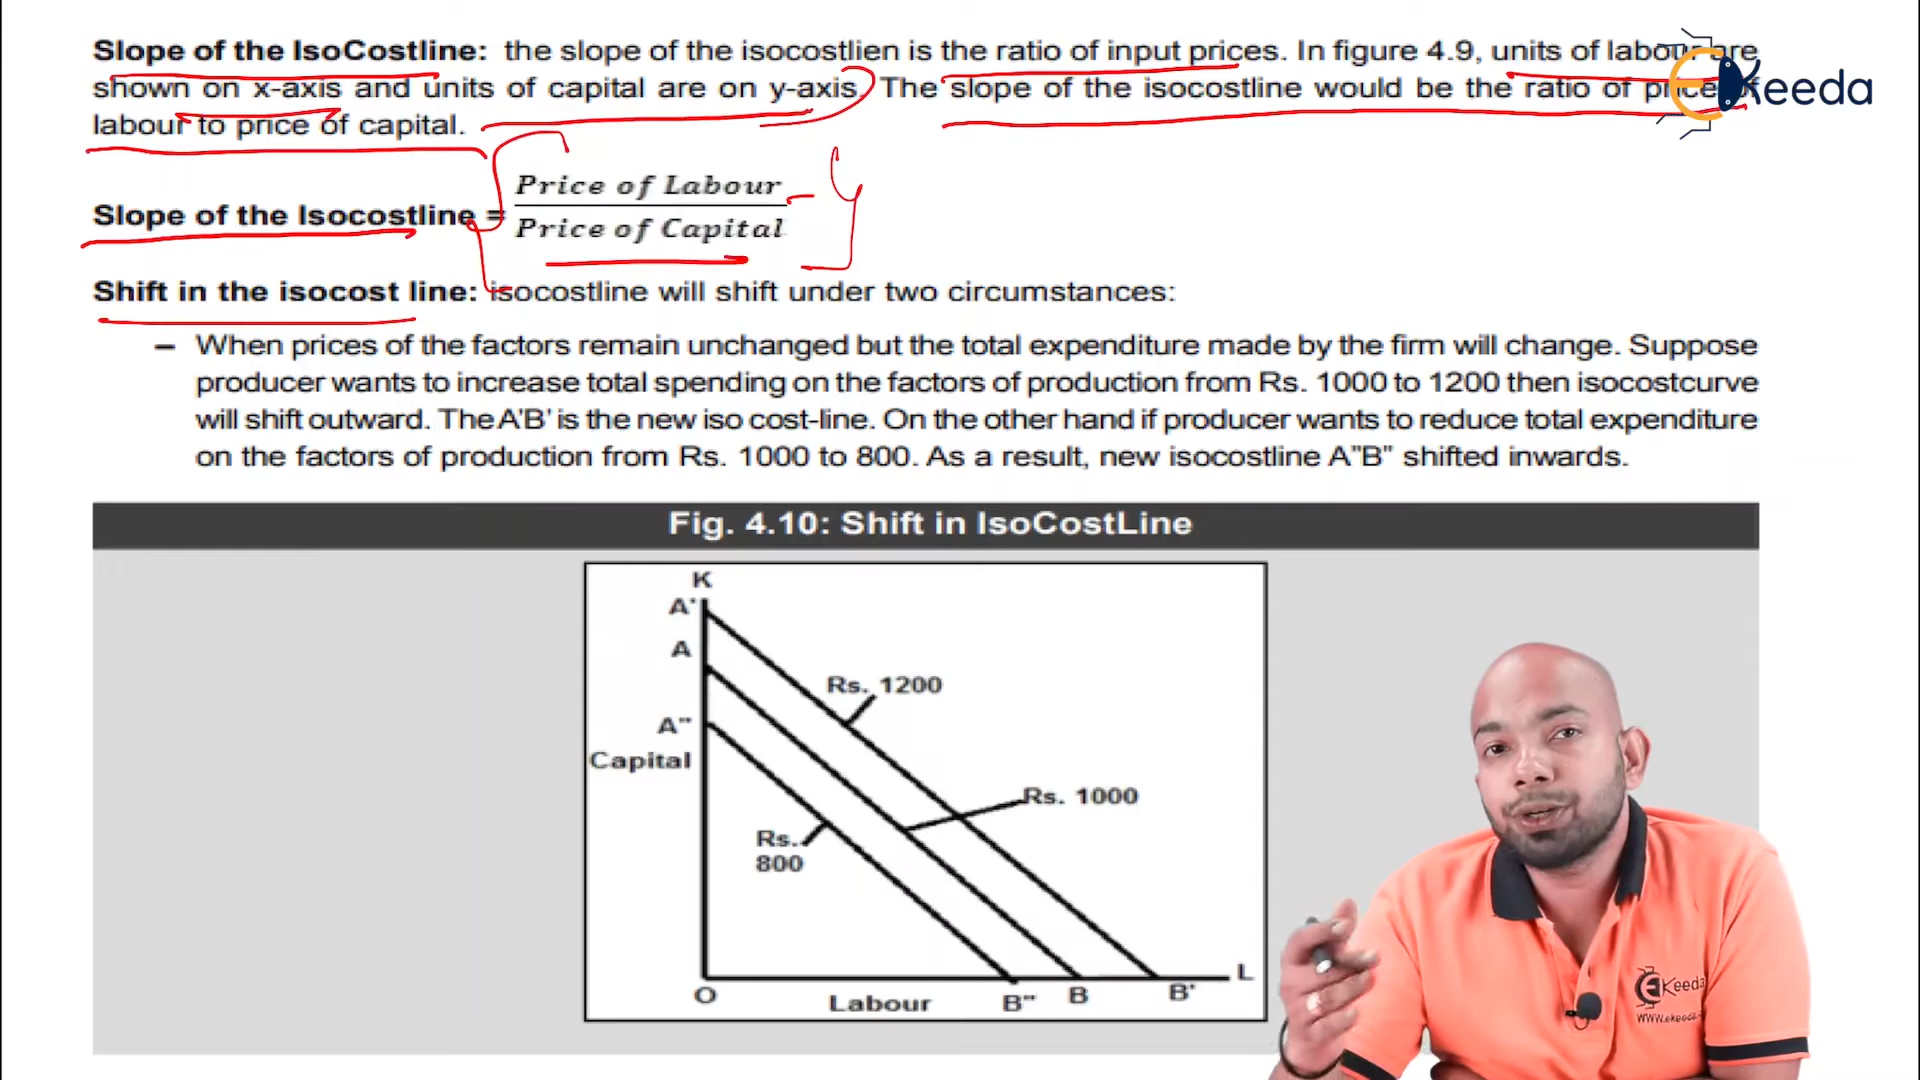 Slope of the IsoCostline: the slope of the isocostlien is the ratio of input prices. In figure 4.9, units of labour are
shown on x-axis and units of capital are on y-axis. The slope of the isocostline would be the ratio of price of
labour to price of capital.
Keeda
Slope of the Isocostline = Price of Labour
Price of Capital
Shift in the isocost line: isocostline will shift under two circumstances:
– When prices of the factors remain unchanged but the total expenditure made by the firm will change. Suppose
producer wants to increase total spending on the factors of production from Rs. 1000 to 1200 then isocostcurve
will shift outward. The A'B' is the new iso cost-line. On the other hand if producer wants to reduce total expenditure
on the factors of production from Rs. 1000 to 800. As a result, new isocostline A"B" shifted inwards.
Fig. 4.10: Shift in IsoCostLine
K
A'
A
Rs. 1200
A"
Capital
Rs. 1000
Rs.
800
L
O
Labour
B"
B
B'
Keeda